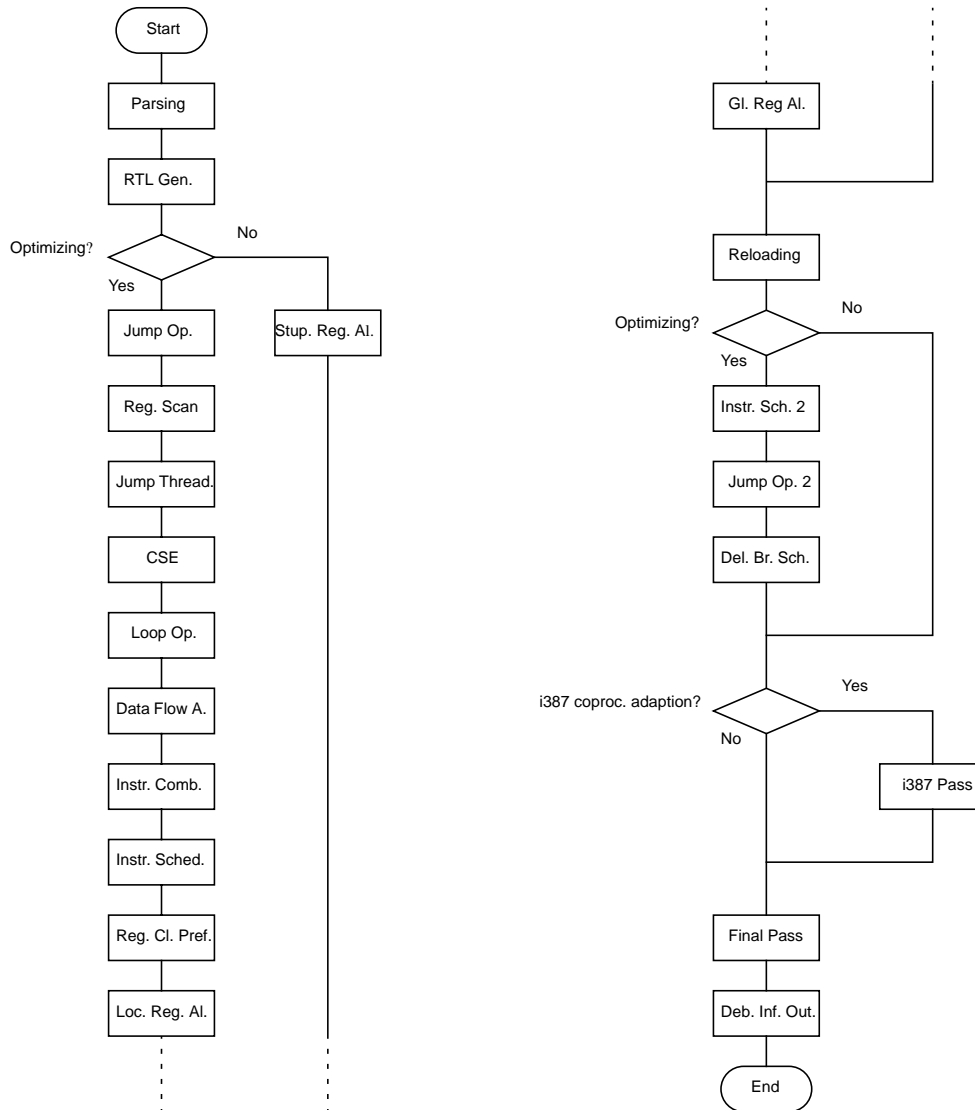 Start
Parsing
RTL Gen.
No
Optimizing?
Yes
Jump Op.
Stup. Reg. Al.
Reg. Scan
Jump Thread.
CSE
Loop Op.
Data Flow A.
Instr. Comb.
Instr. Sched.
Reg. Cl. Pref.
Loc. Reg. Al.
Gl. Reg Al.
Reloading
No
Optimizing?
Yes
Instr. Sch. 2
Jump Op. 2
Del. Br. Sch.
Yes
i387 coproc. adaption?
No
i387 Pass
Final Pass
Deb. Inf. Out.
End